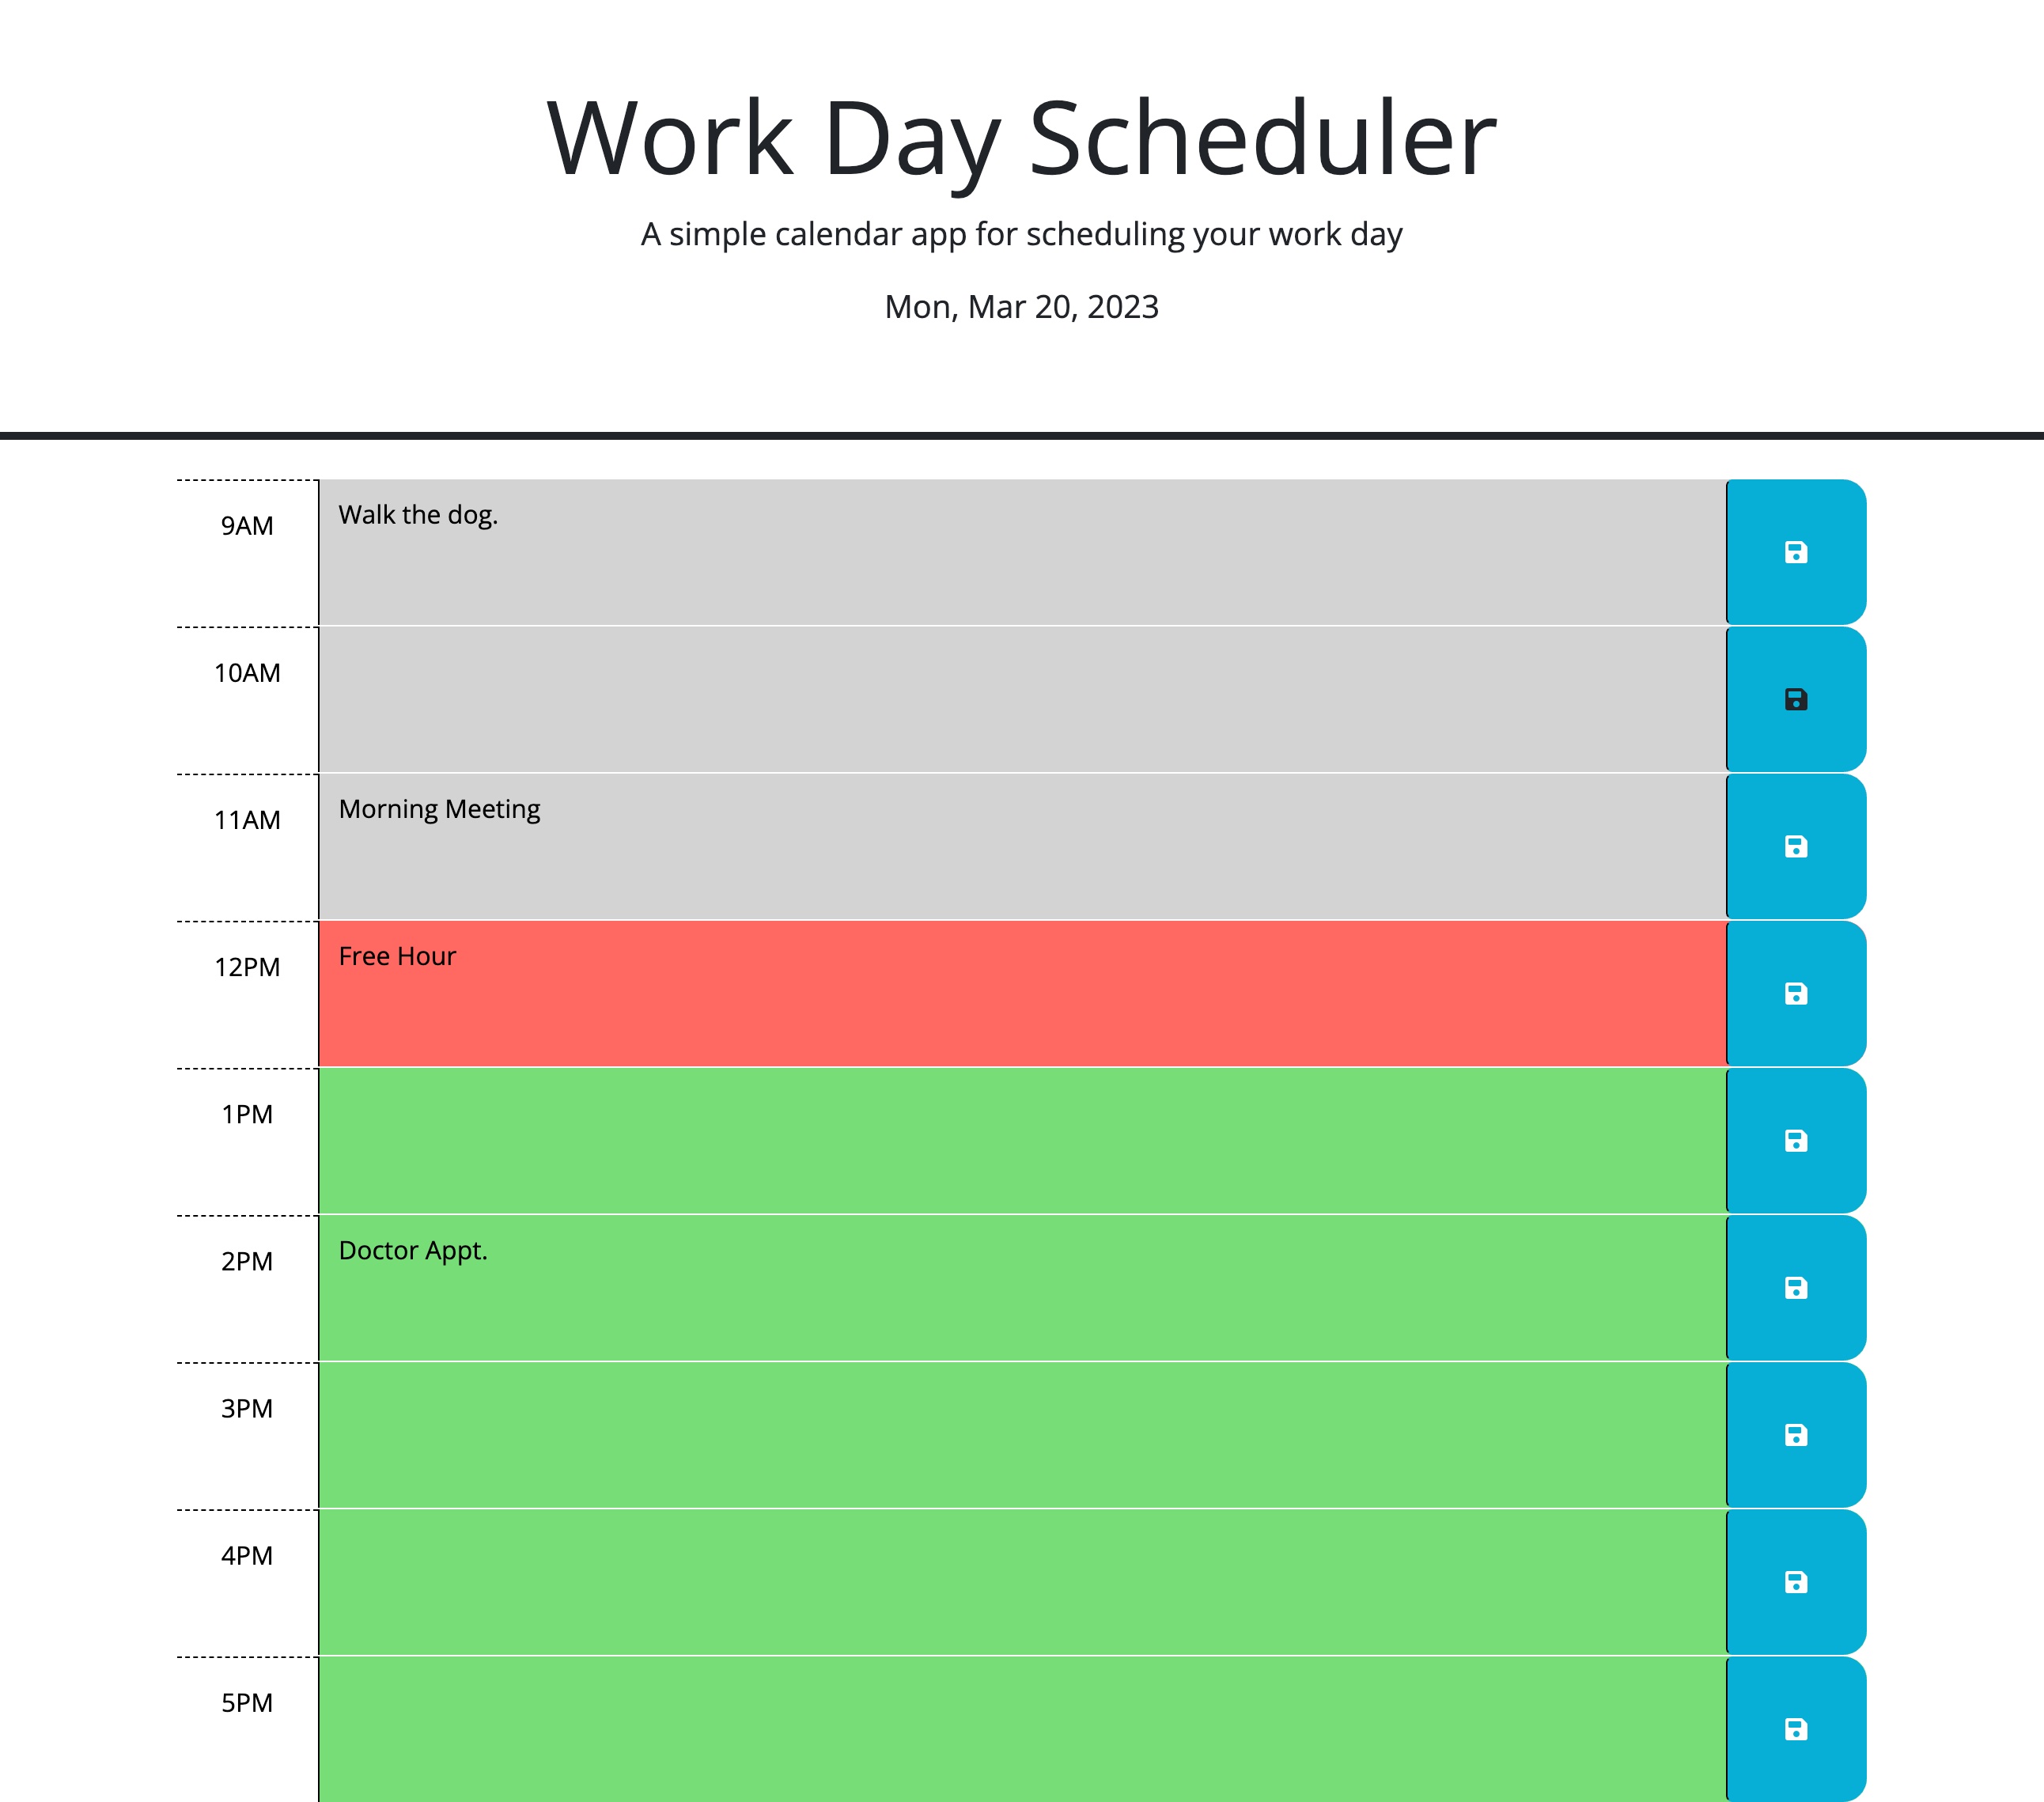 Work Day Scheduler
A simple calendar app for scheduling your work day
Mon, Mar 20, 2023
9AM
Walk the dog.
10AM
11AM
Morning Meeting
12PM
Free Hour
1PM
2PM
Doctor Appt.
3PM
4PM
5PM